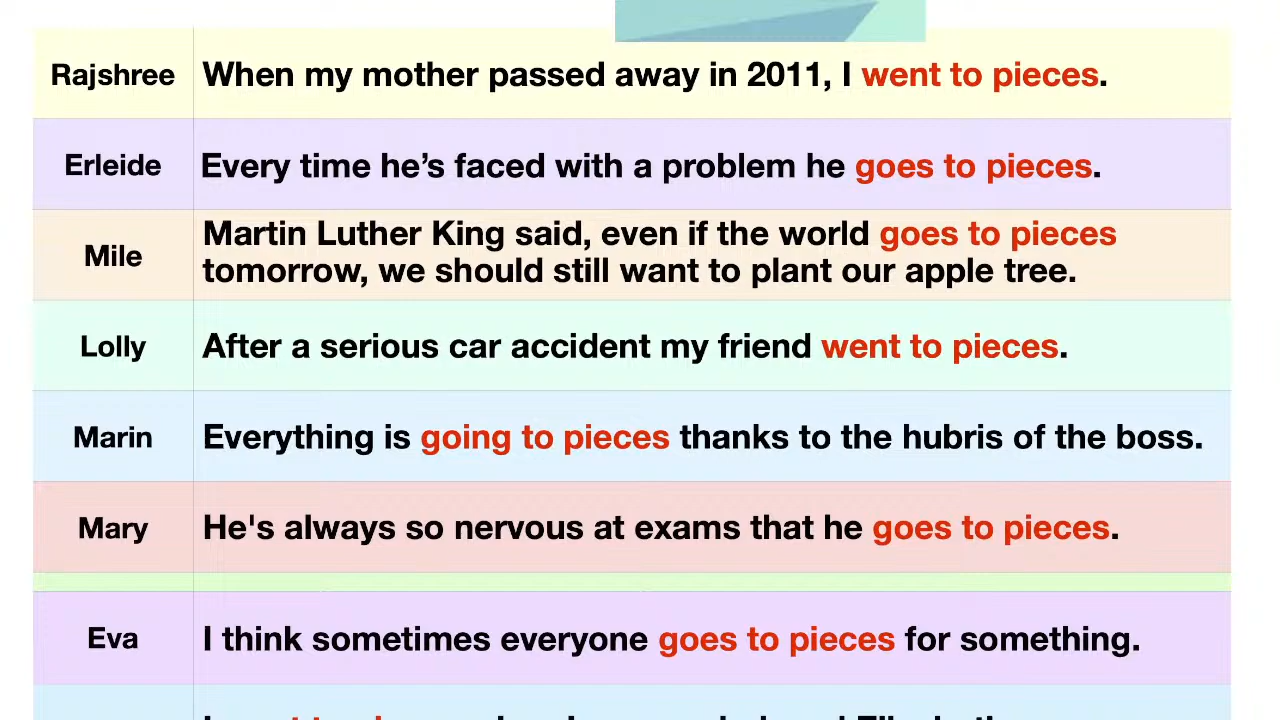 Rajshree When my mother passed away in 2011, I went to pieces.
Erleide Every time he’s faced with a problem he goes to pieces.
Mile Martin Luther King said, even if the world goes to pieces
tomorrow, we should still want to plant our apple tree.
Lolly After a serious car accident my friend went to pieces.
Marin Everything is going to pieces thanks to the hubris of the boss.
Mary He's always so nervous at exams that he goes to pieces.
Eva I think sometimes everyone goes to pieces for something.